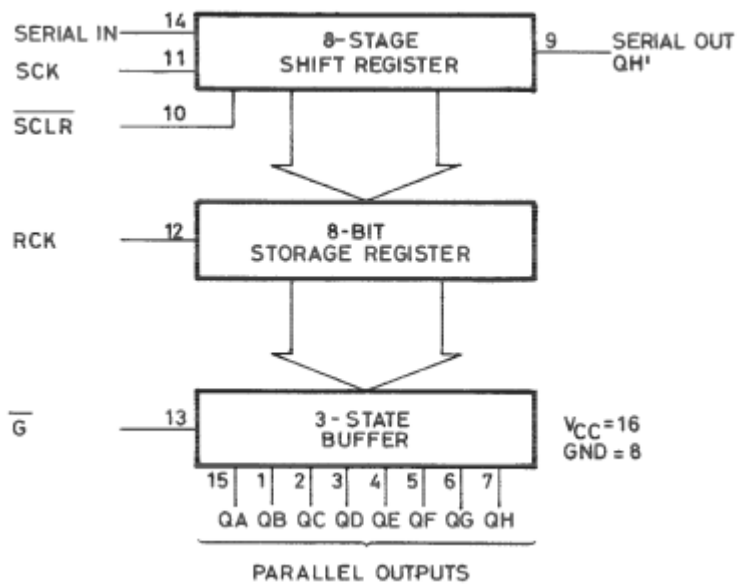 14
SERIAL IN
8-STAGE
SHIFT REGISTER
9
SERIAL OUT
QH'
11
SCK
10
SCLR
12
RCK
8-BIT
STORAGE REGISTER
13
G
3-STATE
BUFFER
VCC=16
GND=8
15 1 2 3 4 5 6 7
QA QB QC QD QE QF QG QH
PARALLEL OUTPUTS